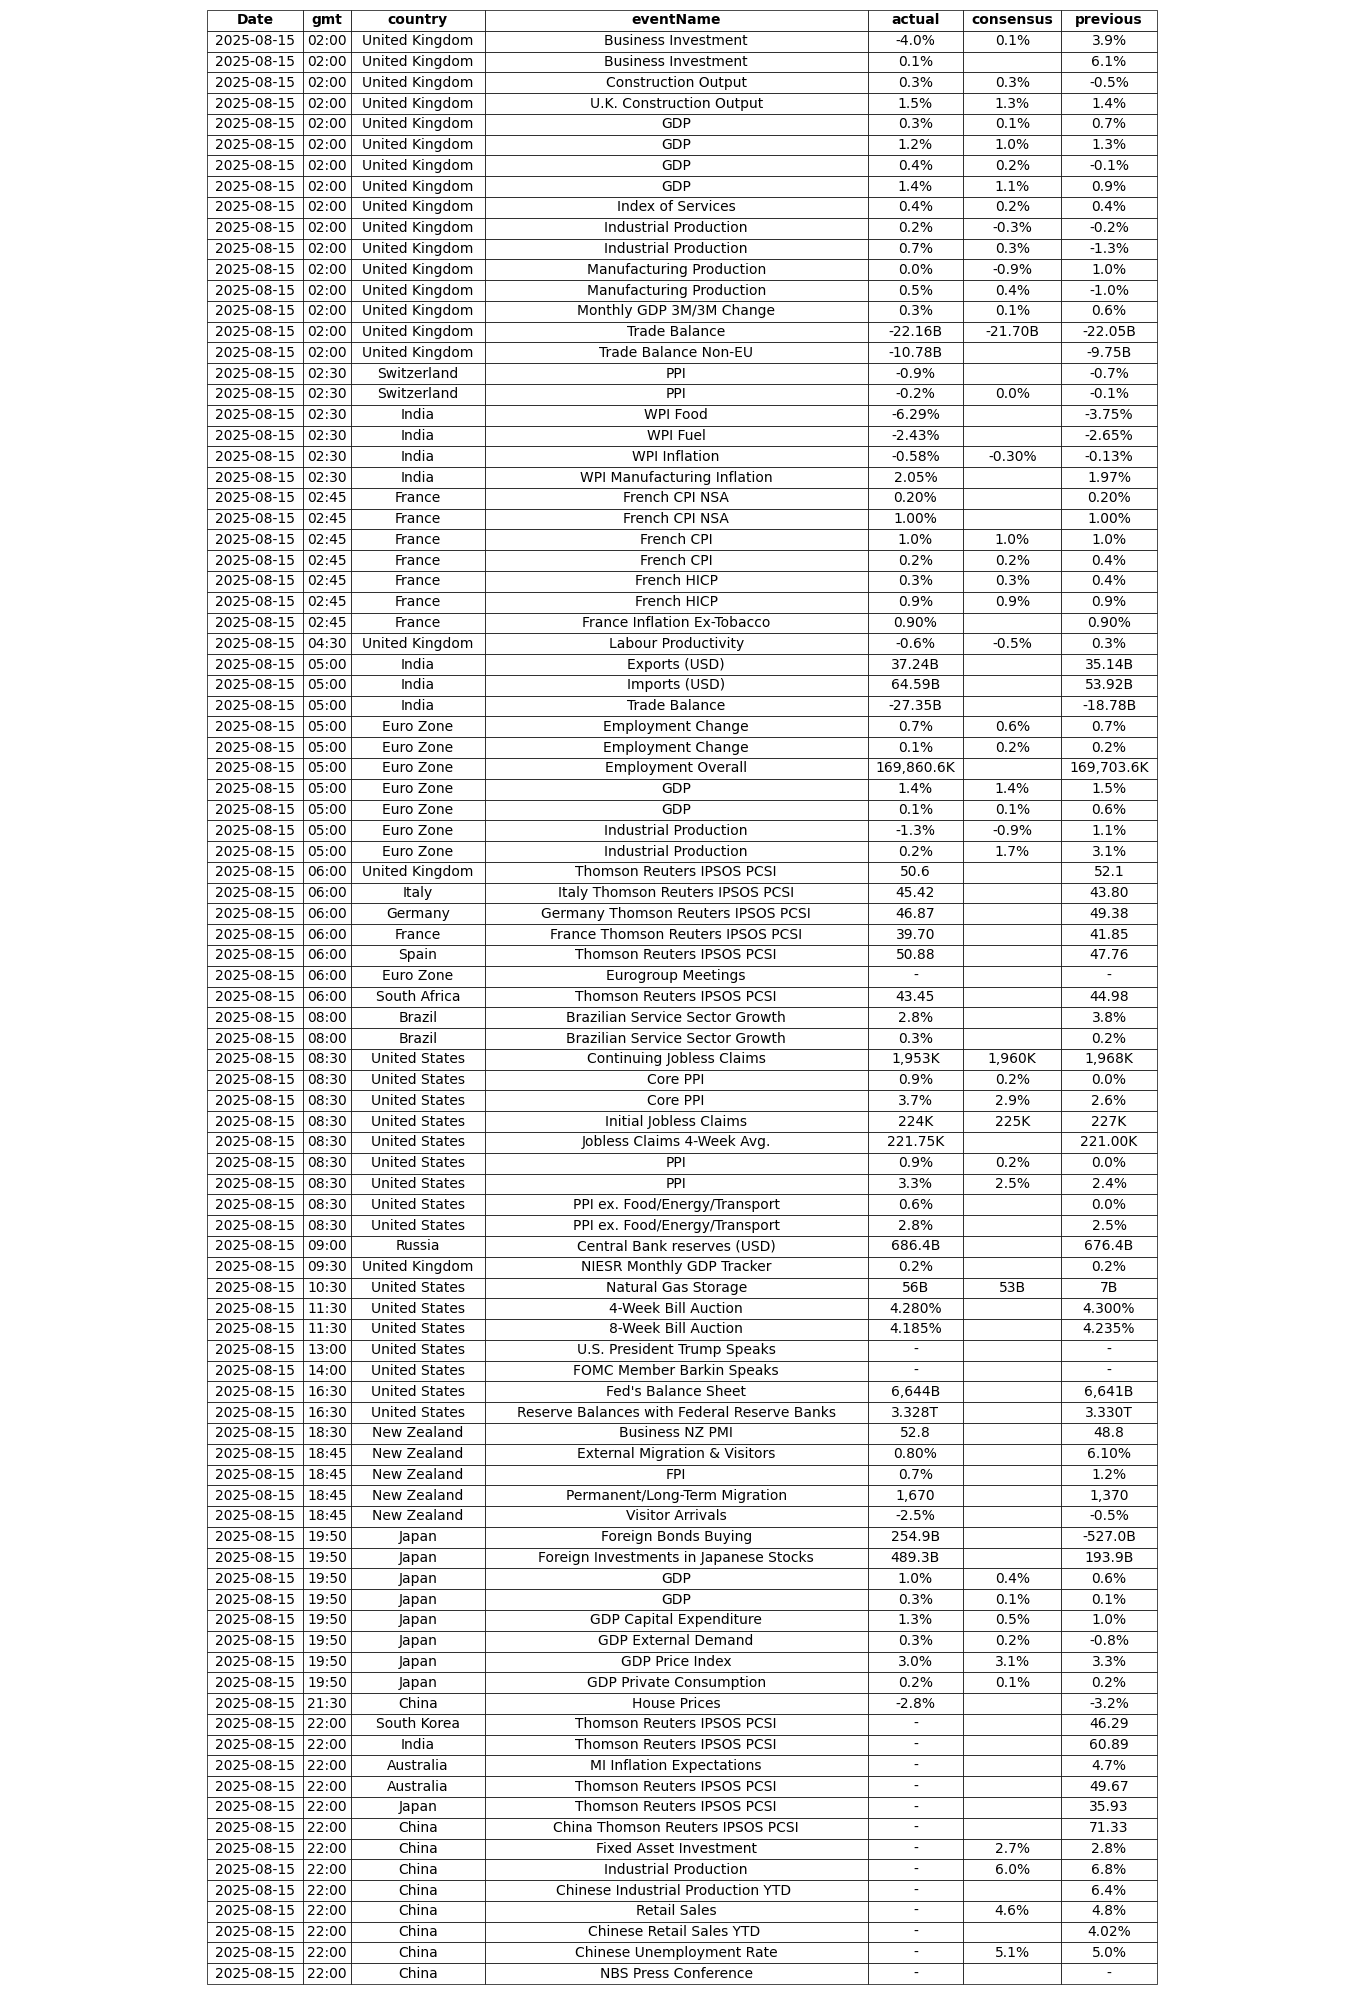 Date gmt country eventName actual consensus previous
2025-08-15 02:00 United Kingdom Business Investment -4.0% 0.1% 3.9%
2025-08-15 02:00 United Kingdom Business Investment 0.1% 6.1%
2025-08-15 02:00 United Kingdom Construction Output 0.3% 0.3% -0.5%
2025-08-15 02:00 United Kingdom U.K. Construction Output 1.5% 1.3% 1.4%
2025-08-15 02:00 United Kingdom GDP 0.3% 0.1% 0.7%
2025-08-15 02:00 United Kingdom GDP 1.2% 1.0% 1.3%
2025-08-15 02:00 United Kingdom GDP 0.4% 0.2% -0.1%
2025-08-15 02:00 United Kingdom GDP 1.4% 1.1% 0.9%
2025-08-15 02:00 United Kingdom Index of Services 0.4% 0.2% 0.4%
2025-08-15 02:00 United Kingdom Industrial Production 0.2% -0.3% -0.2%
2025-08-15 02:00 United Kingdom Industrial Production 0.7% 0.3% -1.3%
2025-08-15 02:00 United Kingdom Manufacturing Production 0.0% -0.9% 1.0%
2025-08-15 02:00 United Kingdom Manufacturing Production 0.5% 0.4% -1.0%
2025-08-15 02:00 United Kingdom Monthly GDP 3M/3M Change 0.3% 0.1% 0.6%
2025-08-15 02:00 United Kingdom Trade Balance -22.16B -21.70B -22.05B
2025-08-15 02:00 United Kingdom Trade Balance Non-EU -10.78B -9.75B
2025-08-15 02:30 Switzerland PPI -0.9% -0.7%
2025-08-15 02:30 Switzerland PPI -0.2% 0.0% -0.1%
2025-08-15 02:30 India WPI Food -6.29% -3.75%
2025-08-15 02:30 India WPI Fuel -2.43% -2.65%
2025-08-15 02:30 India WPI Inflation -0.58% -0.30% -0.13%
2025-08-15 02:30 India WPI Manufacturing Inflation 2.05% 1.97%
2025-08-15 02:45 France French CPI NSA 0.20% 0.20%
2025-08-15 02:45 France French CPI NSA 1.00% 1.00%
2025-08-15 02:45 France French CPI 1.0% 1.0% 1.0%
2025-08-15 02:45 France French CPI 0.2% 0.2% 0.4%
2025-08-15 02:45 France French HICP 0.3% 0.3% 0.4%
2025-08-15 02:45 France French HICP 0.9% 0.9% 0.9%
2025-08-15 02:45 France France Inflation Ex-Tobacco 0.90% 0.90%
2025-08-15 04:30 United Kingdom Labour Productivity -0.6% -0.5% 0.3%
2025-08-15 05:00 India Exports (USD) 37.24B 35.14B
2025-08-15 05:00 India Imports (USD) 64.59B 53.92B
2025-08-15 05:00 India Trade Balance -27.35B -18.78B
2025-08-15 05:00 Euro Zone Employment Change 0.7% 0.6% 0.7%
2025-08-15 05:00 Euro Zone Employment Change 0.1% 0.2% 0.2%
2025-08-15 05:00 Euro Zone Employment Overall 169,860.6K 169,703.6K
2025-08-15 05:00 Euro Zone GDP 1.4% 1.4% 1.5%
2025-08-15 05:00 Euro Zone GDP 0.1% 0.1% 0.6%
2025-08-15 05:00 Euro Zone Industrial Production -1.3% -0.9% 1.1%
2025-08-15 05:00 Euro Zone Industrial Production 0.2% 1.7% 3.1%
2025-08-15 06:00 United Kingdom Thomson Reuters IPSOS PCSI 50.6 52.1
2025-08-15 06:00 Italy Italy Thomson Reuters IPSOS PCSI 45.42 43.80
2025-08-15 06:00 Germany Germany Thomson Reuters IPSOS PCSI 46.87 49.38
2025-08-15 06:00 France France Thomson Reuters IPSOS PCSI 39.70 41.85
2025-08-15 06:00 Spain Thomson Reuters IPSOS PCSI 50.88 47.76
2025-08-15 06:00 Euro Zone Eurogroup Meetings - -
2025-08-15 06:00 South Africa Thomson Reuters IPSOS PCSI 43.45 44.98
2025-08-15 08:00 Brazil Brazilian Service Sector Growth 2.8% 3.8%
2025-08-15 08:00 Brazil Brazilian Service Sector Growth 0.3% 0.2%
2025-08-15 08:30 United States Continuing Jobless Claims 1,953K 1,960K 1,968K
2025-08-15 08:30 United States Core PPI 0.9% 0.2% 0.0%
2025-08-15 08:30 United States Core PPI 3.7% 2.9% 2.6%
2025-08-15 08:30 United States Initial Jobless Claims 224K 225K 227K
2025-08-15 08:30 United States Jobless Claims 4-Week Avg. 221.75K 221.00K
2025-08-15 08:30 United States PPI 0.9% 0.2% 0.0%
2025-08-15 08:30 United States PPI 3.3% 2.5% 2.4%
2025-08-15 08:30 United States PPI ex. Food/Energy/Transport 0.6% 0.0%
2025-08-15 08:30 United States PPI ex. Food/Energy/Transport 2.8% 2.5%
2025-08-15 09:00 Russia Central Bank reserves (USD) 686.4B 676.4B
2025-08-15 09:30 United Kingdom NIESR Monthly GDP Tracker 0.2% 0.2%
2025-08-15 10:30 United States Natural Gas Storage 56B 53B 7B
2025-08-15 11:30 United States 4-Week Bill Auction 4.280% 4.300%
2025-08-15 11:30 United States 8-Week Bill Auction 4.185% 4.235%
2025-08-15 13:00 United States U.S. President Trump Speaks - -
2025-08-15 14:00 United States FOMC Member Barkin Speaks - -
2025-08-15 16:30 United States Fed's Balance Sheet 6,644B 6,641B
2025-08-15 16:30 United States Reserve Balances with Federal Reserve Banks 3.328T 3.330T
2025-08-15 18:30 New Zealand Business NZ PMI 52.8 48.8
2025-08-15 18:45 New Zealand External Migration & Visitors 0.80% 6.10%
2025-08-15 18:45 New Zealand FPI 0.7% 1.2%
2025-08-15 18:45 New Zealand Permanent/Long-Term Migration 1,670 1,370
2025-08-15 18:45 New Zealand Visitor Arrivals -2.5% -0.5%
2025-08-15 19:50 Japan Foreign Bonds Buying 254.9B -527.0B
2025-08-15 19:50 Japan Foreign Investments in Japanese Stocks 489.3B 193.9B
2025-08-15 19:50 Japan GDP 1.0% 0.4% 0.6%
2025-08-15 19:50 Japan GDP 0.3% 0.1% 0.1%
2025-08-15 19:50 Japan GDP Capital Expenditure 1.3% 0.5% 1.0%
2025-08-15 19:50 Japan GDP External Demand 0.3% 0.2% -0.8%
2025-08-15 19:50 Japan GDP Price Index 3.0% 3.1% 3.3%
2025-08-15 19:50 Japan GDP Private Consumption 0.2% 0.1% 0.2%
2025-08-15 21:30 China House Prices -2.8% -3.2%
2025-08-15 22:00 South Korea Thomson Reuters IPSOS PCSI - 46.29
2025-08-15 22:00 India Thomson Reuters IPSOS PCSI - 60.89
2025-08-15 22:00 Australia MI Inflation Expectations - 4.7%
2025-08-15 22:00 Australia Thomson Reuters IPSOS PCSI - 49.67
2025-08-15 22:00 Japan Thomson Reuters IPSOS PCSI - 35.93
2025-08-15 22:00 China China Thomson Reuters IPSOS PCSI - 71.33
2025-08-15 22:00 China Fixed Asset Investment - 2.7% 2.8%
2025-08-15 22:00 China Industrial Production - 6.0% 6.8%
2025-08-15 22:00 China Chinese Industrial Production YTD - 6.4%
2025-08-15 22:00 China Retail Sales - 4.6% 4.8%
2025-08-15 22:00 China Chinese Retail Sales YTD - 4.02%
2025-08-15 22:00 China Chinese Unemployment Rate - 5.1% 5.0%
2025-08-15 22:00 China NBS Press Conference - -